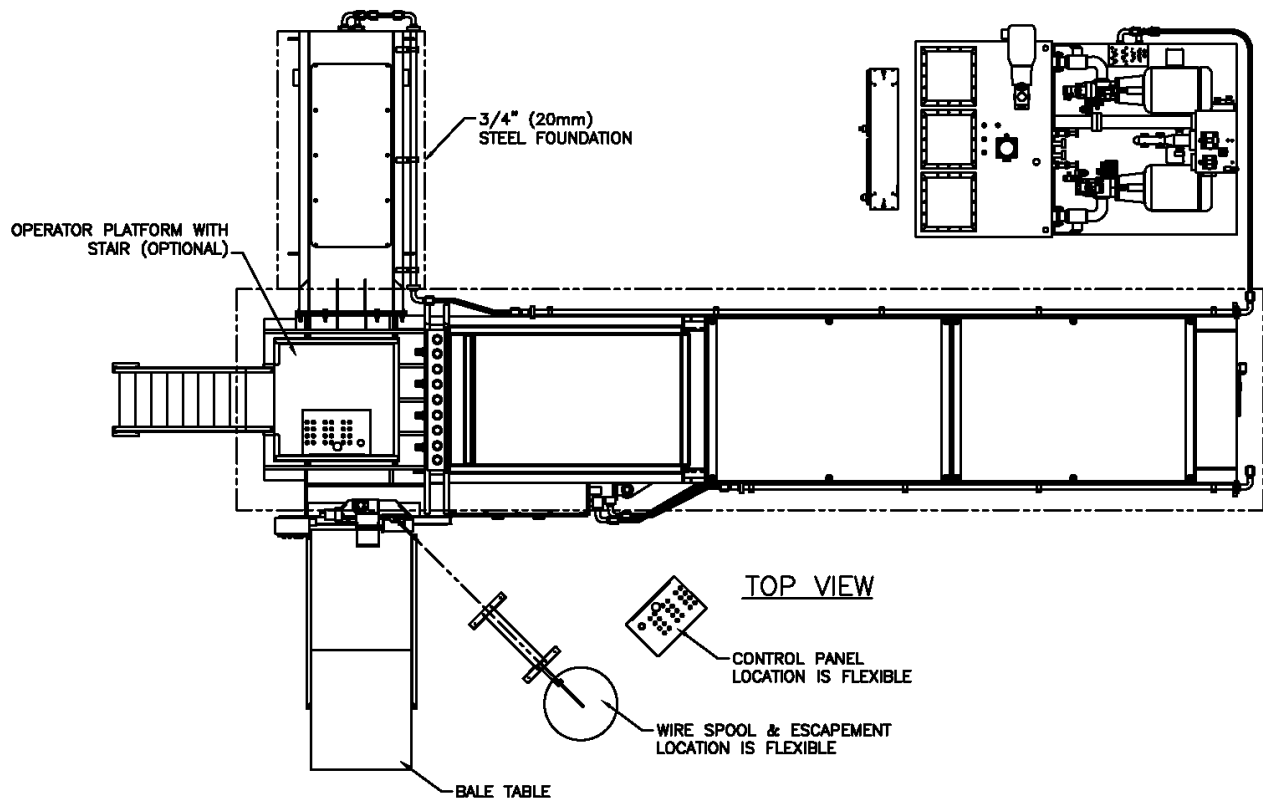 3/4" (20mm)
STEEL FOUNDATION
OPERATOR PLATFORM WITH
STAIR (OPTIONAL)
TOP VIEW
CONTROL PANEL
LOCATION IS FLEXIBLE
WIRE SPOOL & ESCAPEMENT
LOCATION IS FLEXIBLE
BALE TABLE